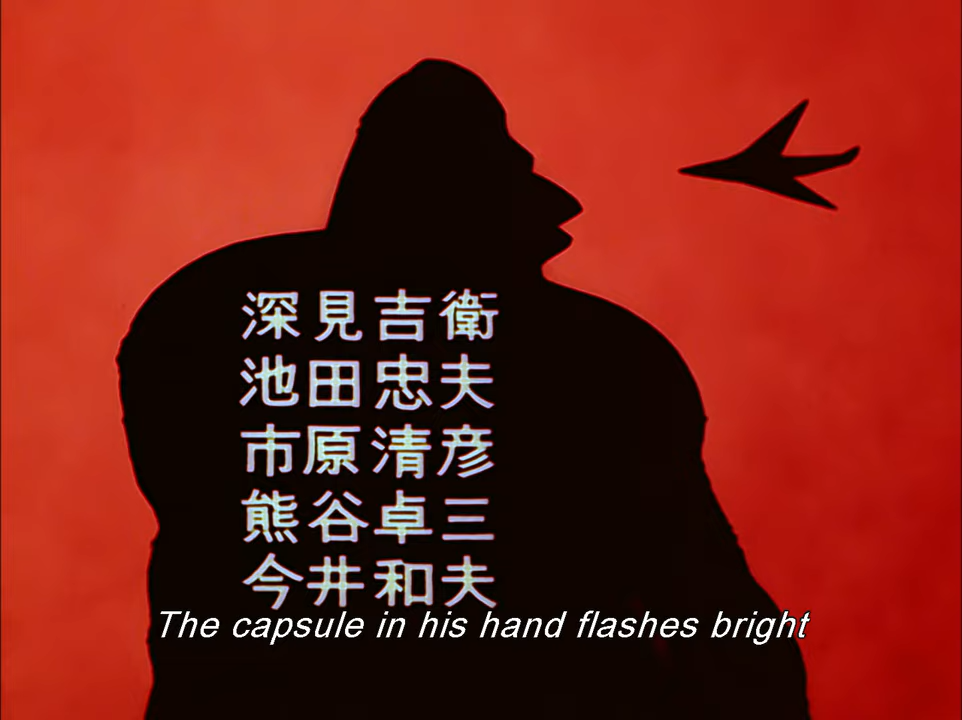 深見吉衛
池田忠夫
市原清彦
熊谷卓三
今井和夫
The capsule in his hand flashes bright